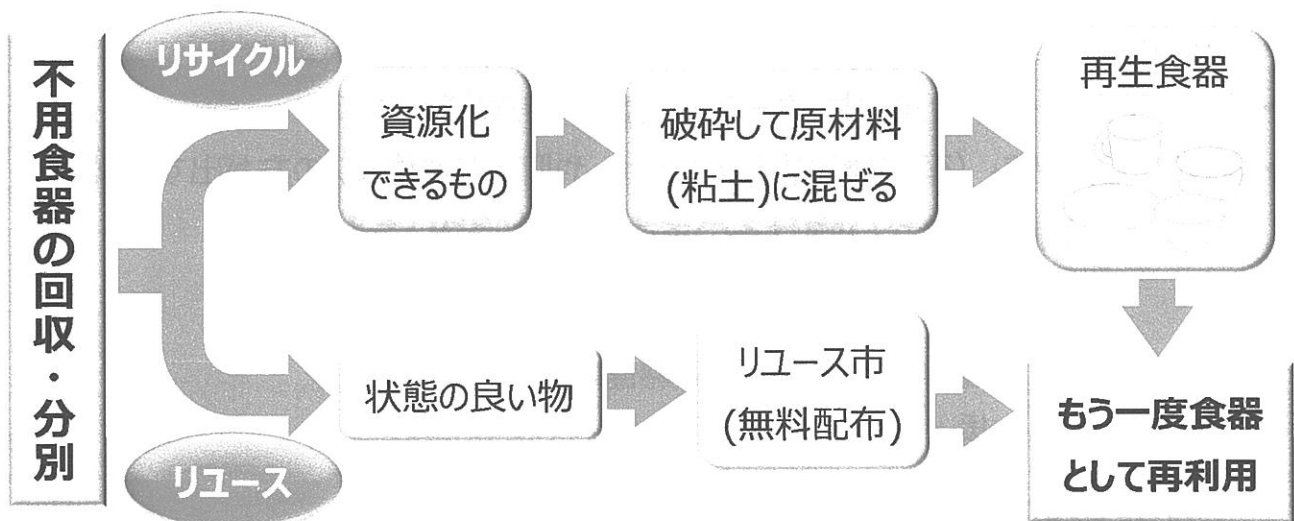 不用食器の回収・分別
リサイクル
資源化
できるもの
破砕して原材料
(粘土)に混ぜる
再生食器
リユース
状態の良い物
リユース市
(無料配布)
もう一度食器
として再利用